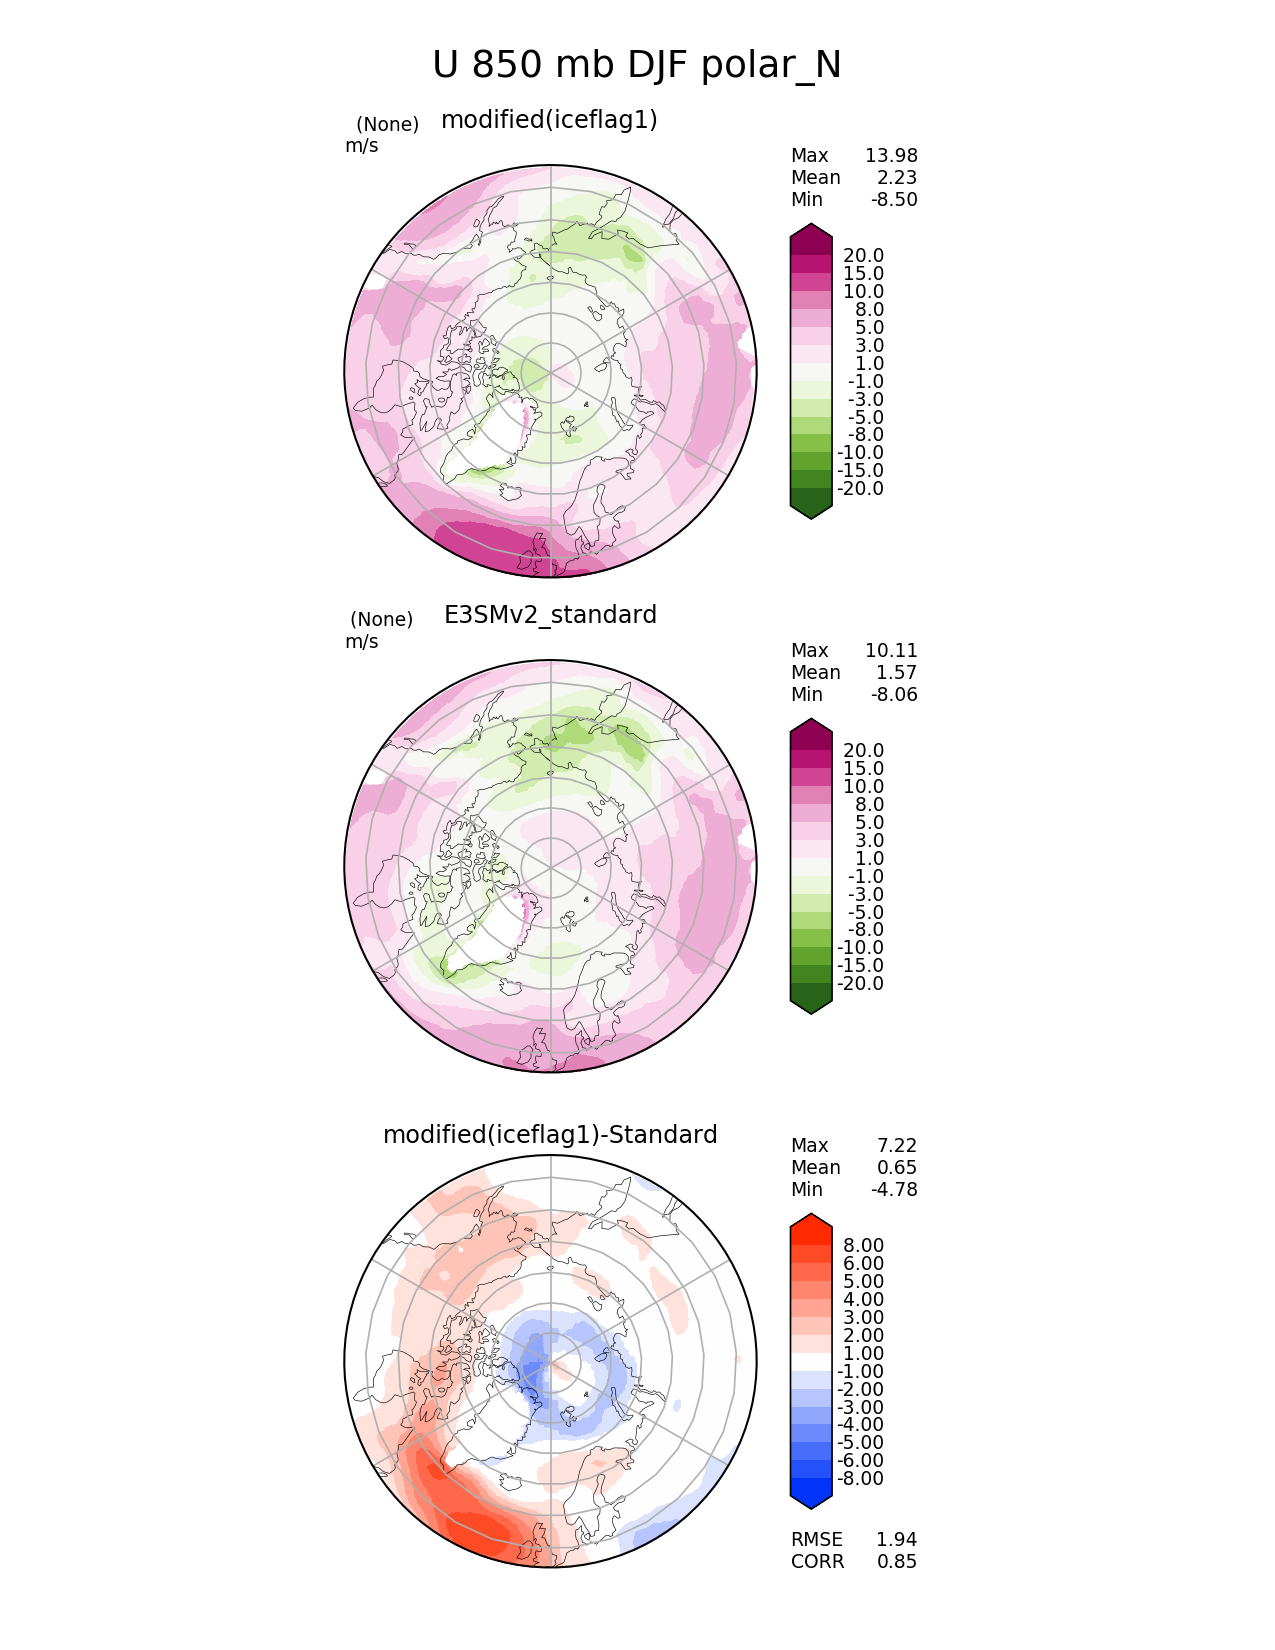 U 850 mb DJF polar_N
(None) modified(iceflag1)
m/s
Max 13.98
Mean 2.23
Min -8.50
20.0
15.0
10.0
8.0
5.0
3.0
1.0
-1.0
-3.0
-5.0
-8.0
-10.0
-15.0
-20.0
(None) E3SMv2_standard
m/s
Max 10.11
Mean 1.57
Min -8.06
20.0
15.0
10.0
8.0
5.0
3.0
1.0
-1.0
-3.0
-5.0
-8.0
-10.0
-15.0
-20.0
modified(iceflag1)-Standard
Max 7.22
Mean 0.65
Min -4.78
8.00
6.00
5.00
4.00
3.00
2.00
1.00
-1.00
-2.00
-3.00
-4.00
-5.00
-6.00
-8.00
RMSE 1.94
CORR 0.85